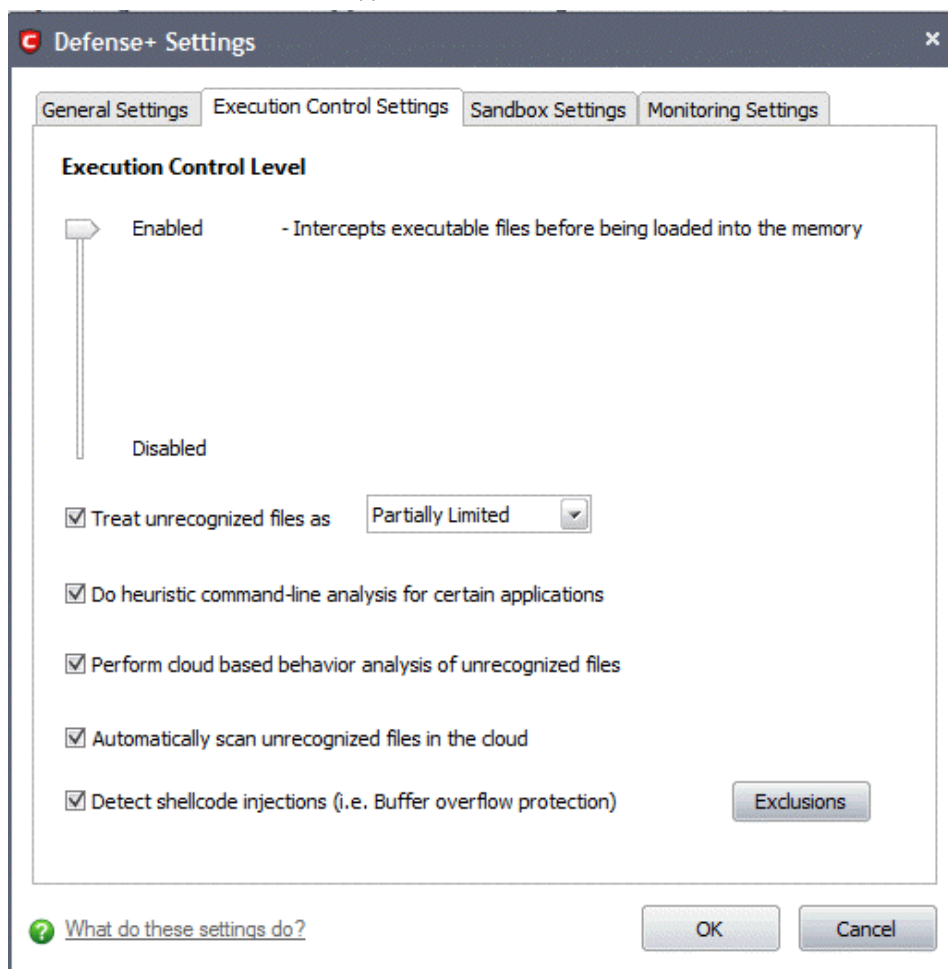 Defense+ Settings
General Settings Execution Control Settings Sandbox Settings Monitoring Settings
Execution Control Level
Enabled - Intercepts executable files before being loaded into the memory
Disabled
Treat unrecognized files as Partially Limited
Do heuristic command-line analysis for certain applications
Perform cloud based behavior analysis of unrecognized files
Automatically scan unrecognized files in the cloud
Detect shellcode injections (i.e. Buffer overflow protection) Exclusions
What do these settings do? OK Cancel